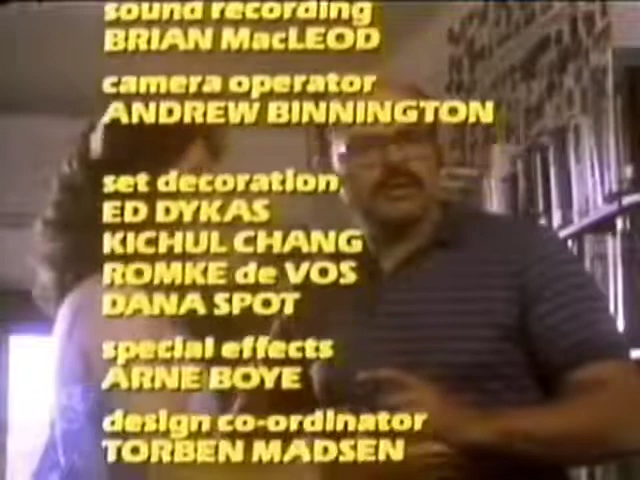 sound recording
BRIAN MacLEOD
camera operator
ANDREW BINNINGTON
set decoration
ED DYKAS
KICHUL CHANG
ROMKE de VOS
DANA SPOT
special effects
ARNE BOYE
design co-ordinator
TORBEN MADSEN